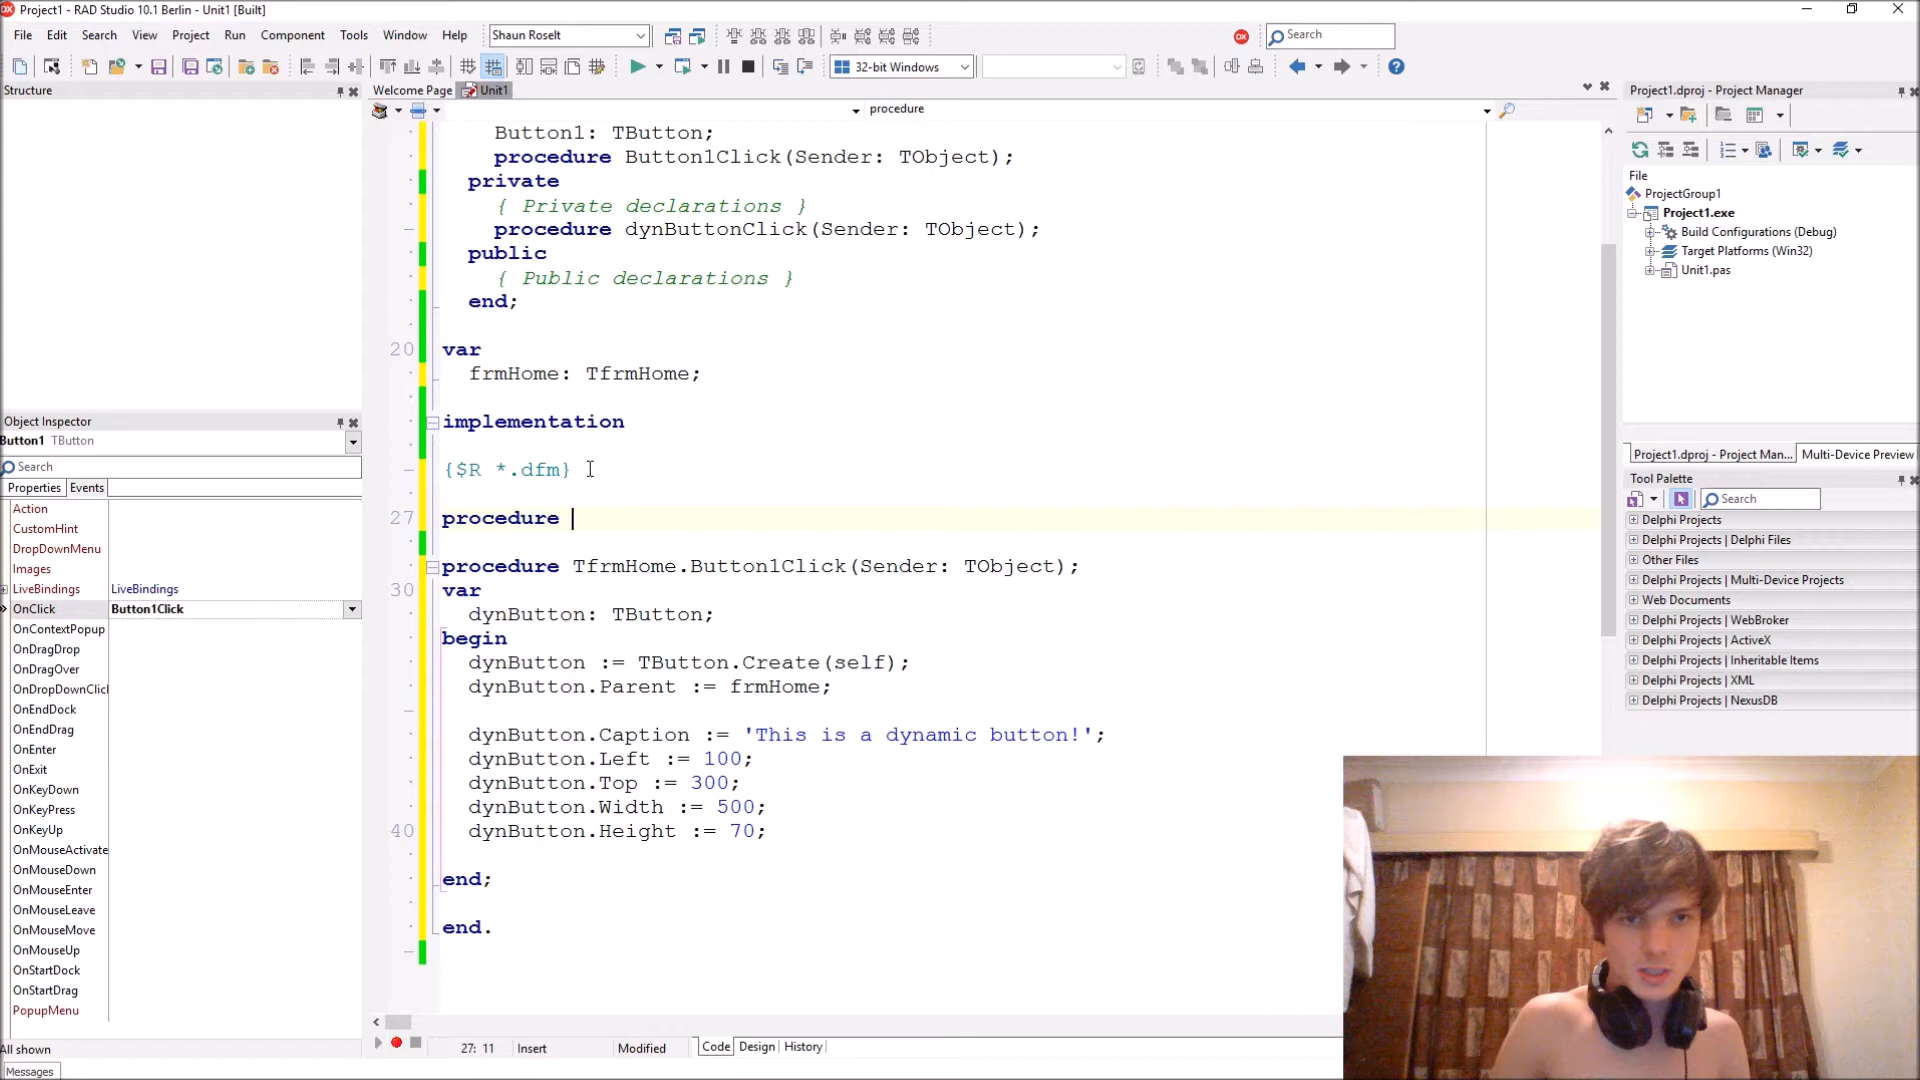 Project1 - RAD Studio 10.1 Berlin - Unit1 [Built]
File Edit Search View Project Run Component Tools Window Help Shaun Roselt Search
32-bit Windows
Structure
Welcome Page Unit1
procedure
Button1: TButton;
procedure Button1Click(Sender: TObject);
private
{ Private declarations }
procedure dynButtonClick(Sender: TObject);
public
{ Public declarations }
end;
20 var
frmHome: TfrmHome;
implementation
{$R *.dfm}
27 procedure
procedure TfrmHome.Button1Click(Sender: TObject);
30 var
dynButton: TButton;
begin
dynButton := TButton.Create(self);
dynButton.Parent := frmHome;
dynButton.Caption := 'This is a dynamic button!';
dynButton.Left := 100;
dynButton.Top := 300;
dynButton.Width := 500;
40 dynButton.Height := 70;
end;
end.
27: 11 Insert Modified Code Design History
Object Inspector
Button1 TButton
Search
Properties Events
Action
CustomHint
DropDownMenu
Images
LiveBindings LiveBindings
OnClick Button1Click
OnContextPopup
OnDragDrop
OnDragOver
OnDropDownClicl
OnEndDock
OnEndDrag
OnEnter
OnExit
OnKeyDown
OnKeyPress
OnKeyUp
OnMouseActivate
OnMouseDown
OnMouseEnter
OnMouseLeave
OnMouseMove
OnMouseUp
OnStartDock
OnStartDrag
PopupMenu
All shown
Messages
Project1.dproj - Project Manager
File
ProjectGroup1
Project1.exe
Build Configurations (Debug)
Target Platforms (Win32)
Unit1.pas
Project1.dproj - Project Man... Multi-Device Preview
Tool Palette
Search
Delphi Projects
Delphi Projects | Delphi Files
Other Files
Delphi Projects | Multi-Device Projects
Web Documents
Delphi Projects | WebBroker
Delphi Projects | ActiveX
Delphi Projects | Inheritable Items
Delphi Projects | XML
Delphi Projects | NexusDB